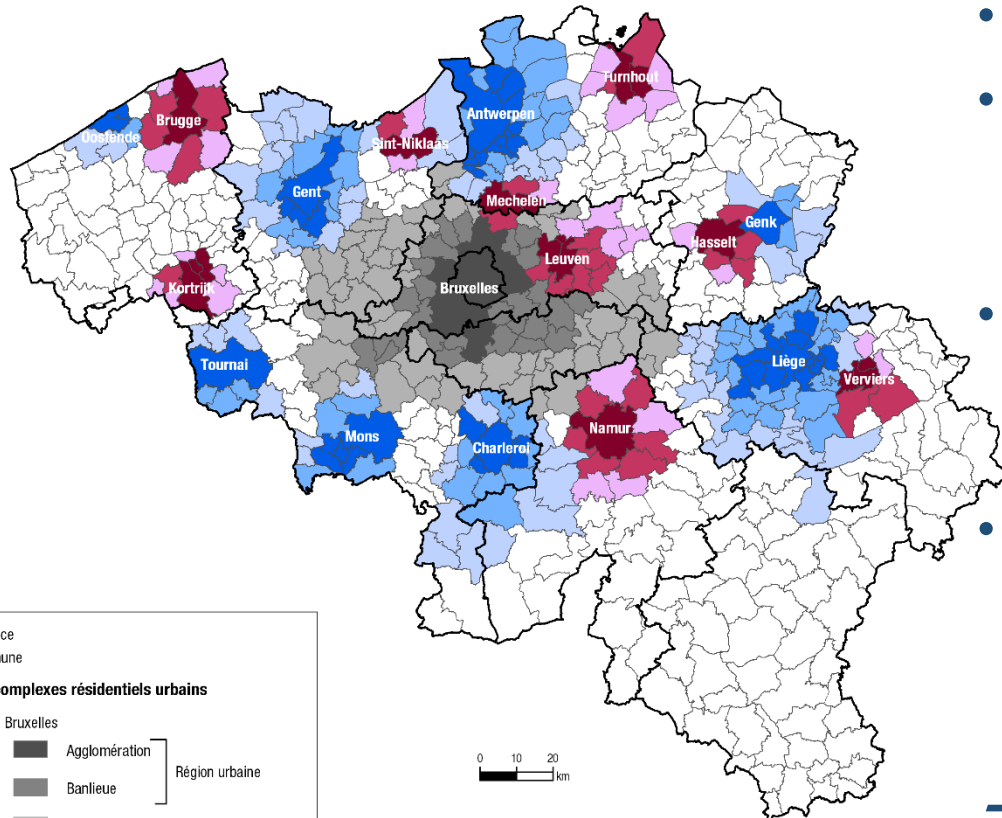 Turnhout
Antwerpen
Brugge
Oostende
Sint-Niklaas
Gent
Mechelen
Genk
Hasselt
Leuven
Bruxelles
Kortrijk
Tournai
Liège
Verviers
Namur
Mons
Charleroi
ce
une
omplexes résidentiels urbains
Bruxelles
Agglomération
Région urbaine
Banlieue
0 10 20
km